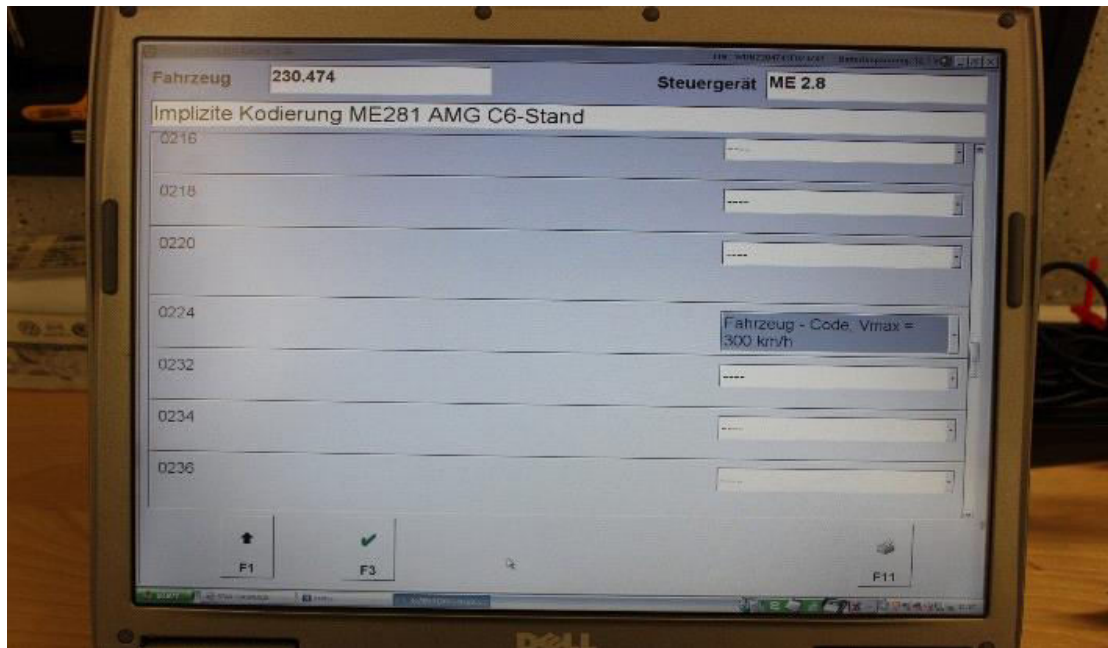 Fahrzeug 230.474 Steuergerät ME 2.8
Implizite Kodierung ME281 AMG C6-Stand
0216 ----
0218 ----
0220 ----
0224 Fahrzeug - Code, Vmax =
300 km/h
0232 ----
0234 ----
0236 ----
F1 F3 F11
DELL